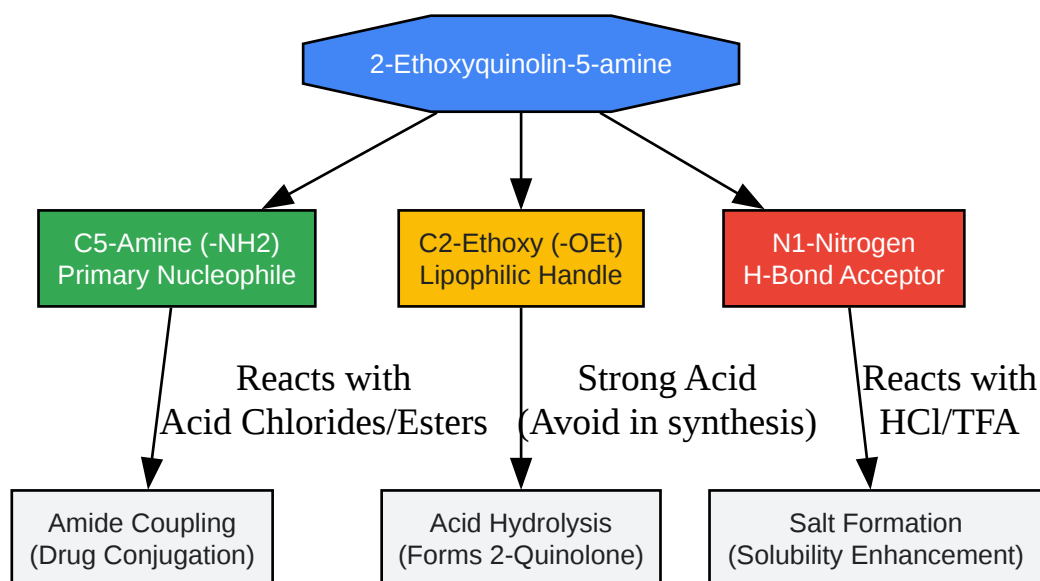 2-Ethoxyquinolin-5-amine
C5-Amine (-NH2)
Primary Nucleophile
C2-Ethoxy (-OEt)
Lipophilic Handle
N1-Nitrogen
H-Bond Acceptor
Reacts with
Acid Chlorides/Esters
Strong Acid
(Avoid in synthesis)
Reacts with
HCl/TFA
Amide Coupling
(Drug Conjugation)
Acid Hydrolysis
(Forms 2-Quinolone)
Salt Formation
(Solubility Enhancement)